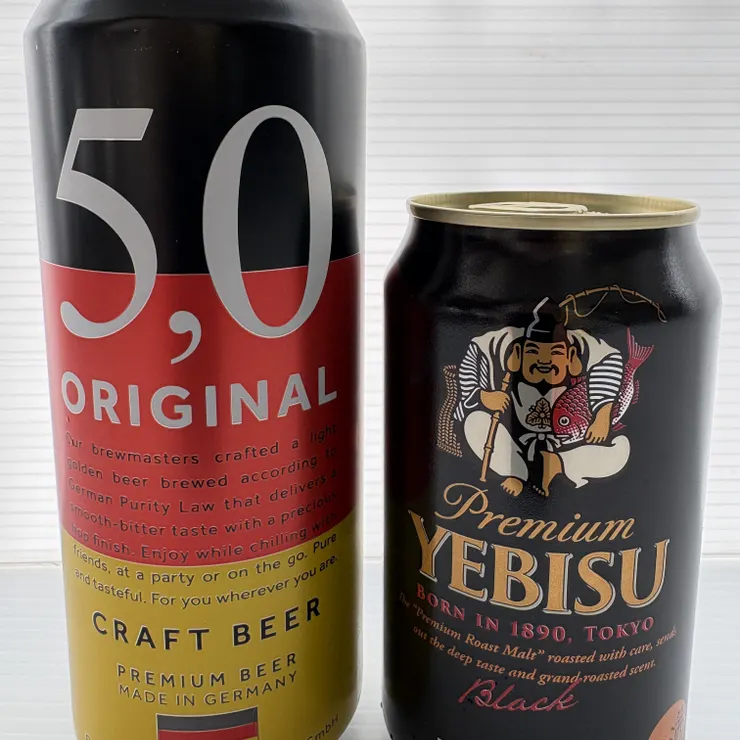 5,0
ORIGINAL
Our brewmasters crafted a light
golden beer brewed according to
German Purity Law that delivers a
smooth-bitter taste with a precious
hop finish. Enjoy while chilling with
friends, at a party or on the go. Pure
and tasteful. For you wherever you are.
CRAFT BEER
PREMIUM BEER
MADE IN GERMANY
GmbH
Premium
YEBISU
BORN IN 1890, TOKYO
The "Premium Roast Malt" roasted with care, sends
out the deep taste and grand roasted scent.
Black